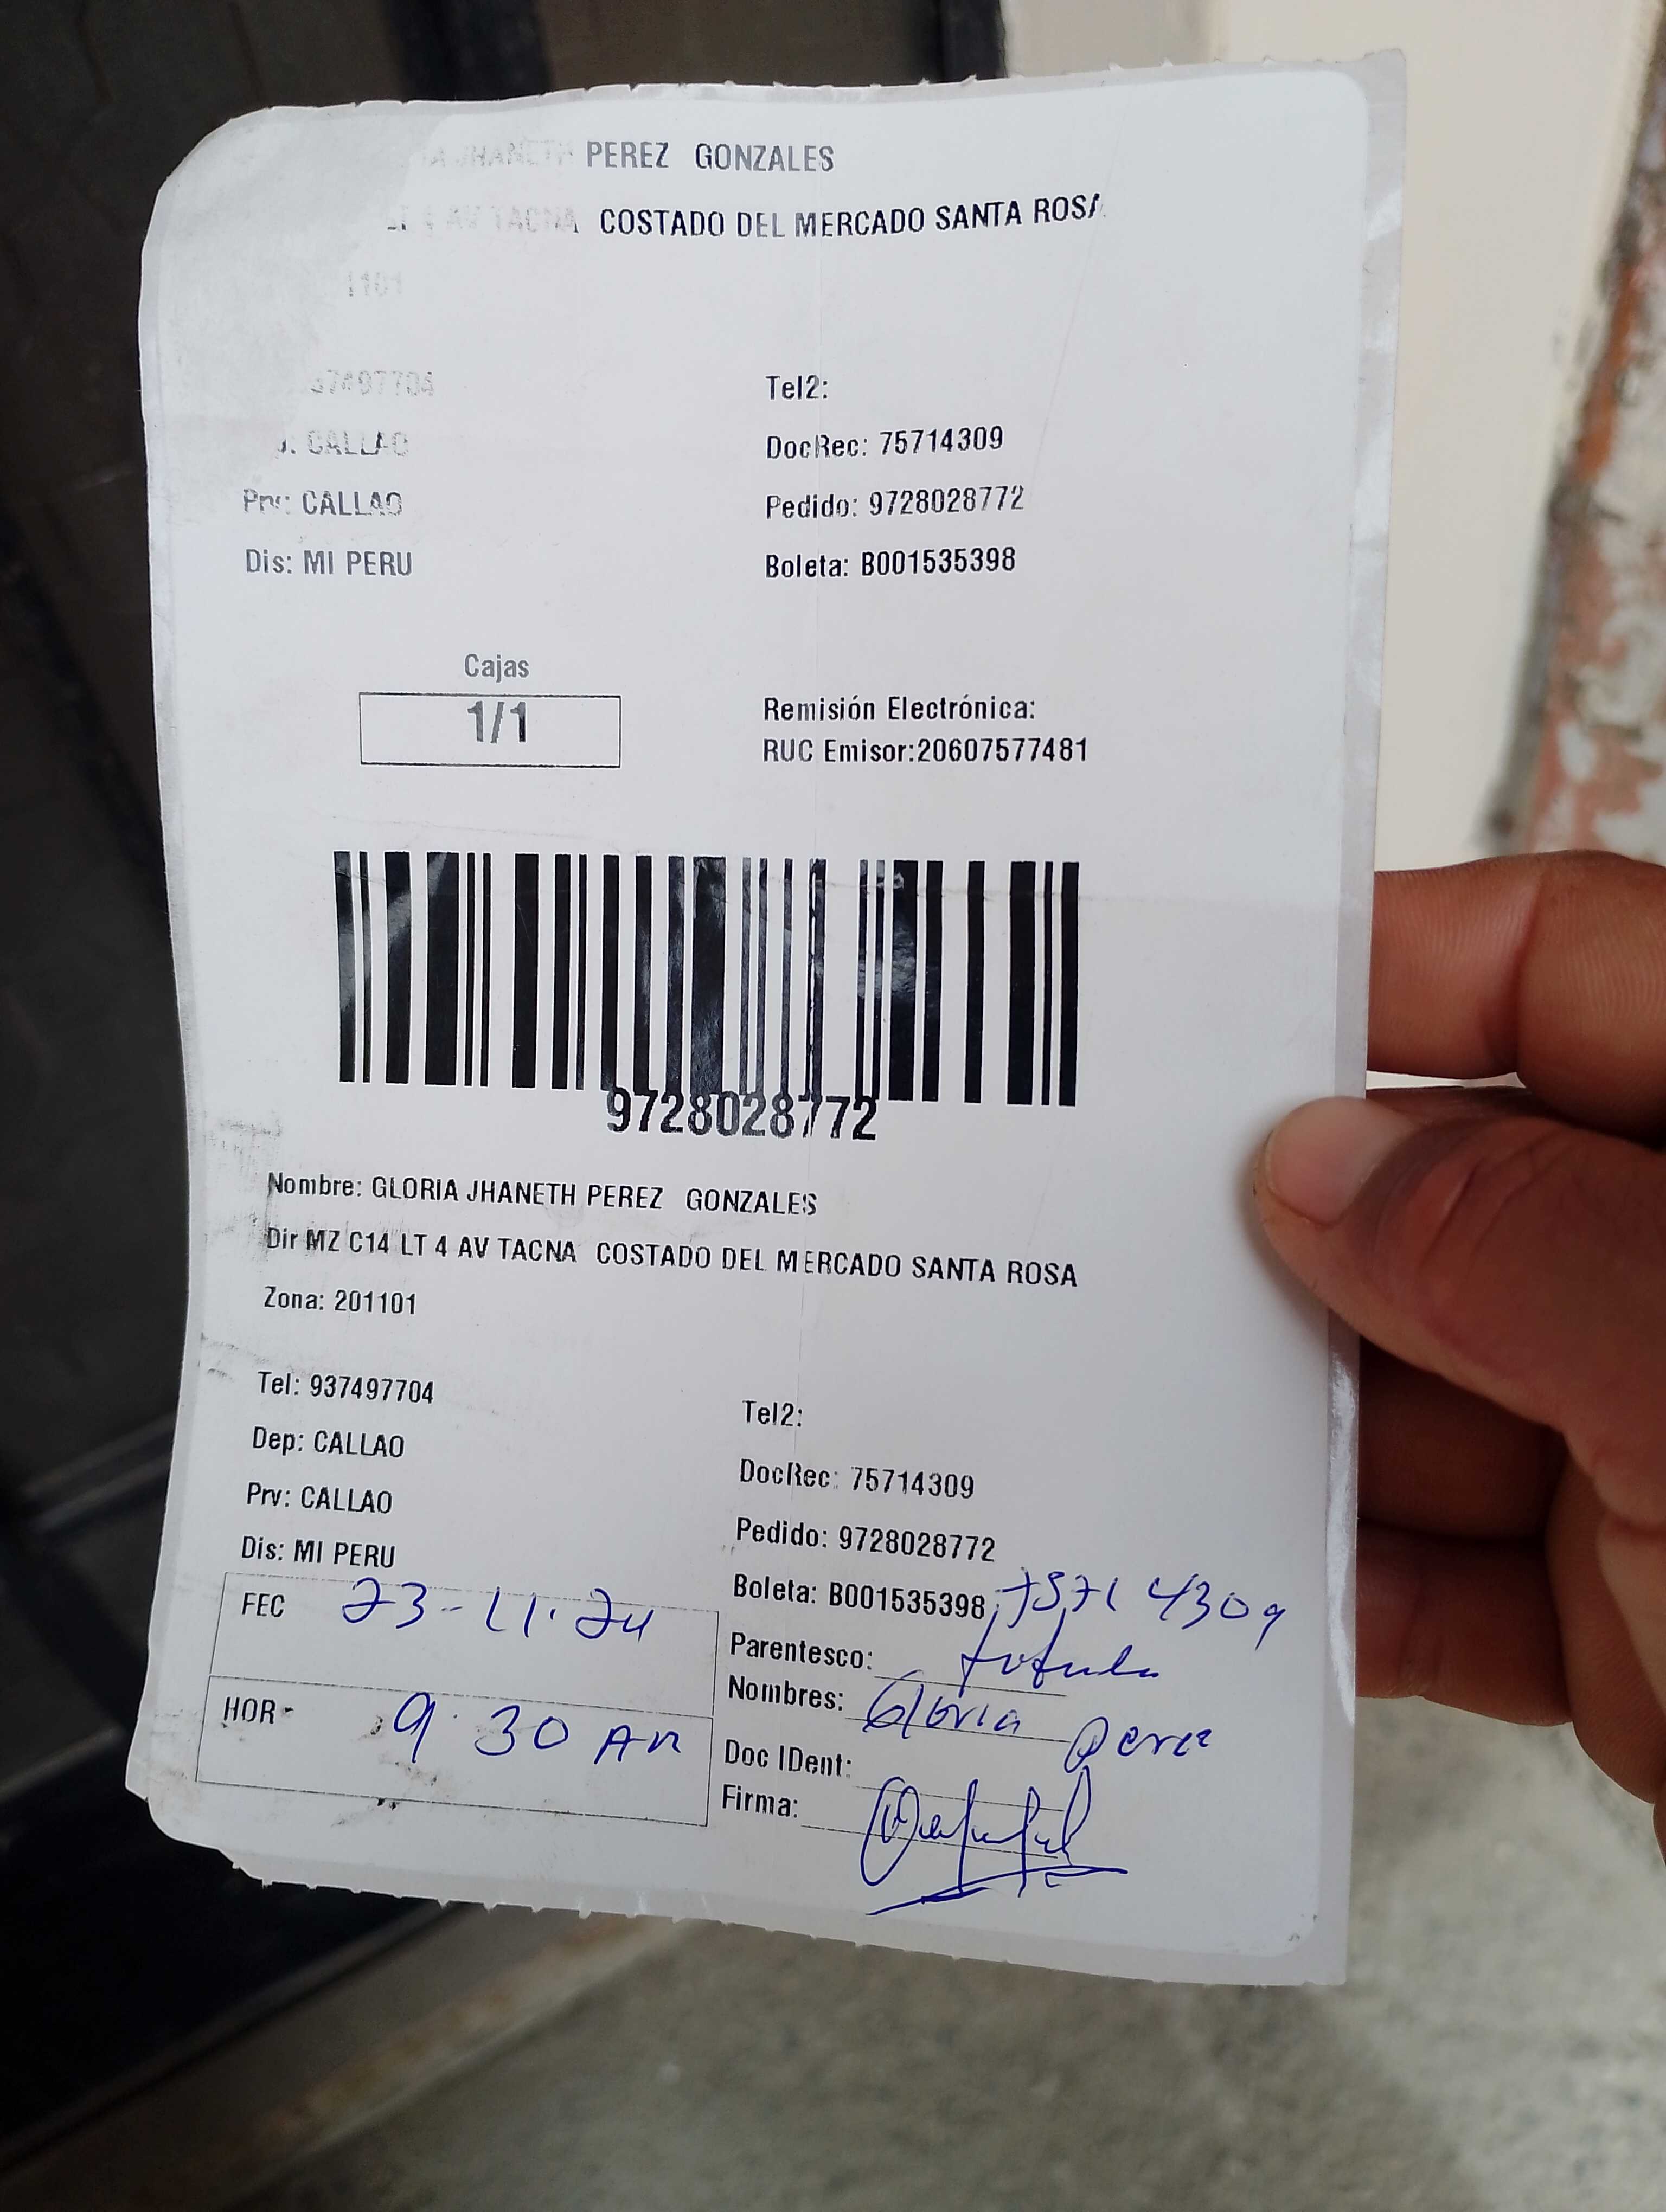 JHANETH PEREZ GONZALES
4 AV TACNA COSTADO DEL MERCADO SANTA ROSA
1101
37497704
Tel2:
CALLAO
DocRec: 75714309
Prv: CALLAO
Pedido: 9728028772
Dis: MI PERU
Boleta: B001535398
Cajas
1/1
Remisión Electrónica:
RUC Emisor:20607577481
9728028772
Nombre: GLORIA JHANETH PEREZ GONZALES
Dir MZ C14 LT 4 AV TACNA COSTADO DEL MERCADO SANTA ROSA
Zona: 201101
Tel: 937497704
Tel2:
Dep: CALLAO
DocRec: 75714309
Prv: CALLAO
Pedido: 9728028772
Dis: MI PERU
Boleta: B001535398
75714309
FEC 23-11-24
Parentesco:
Nombres: Gloria Perez
HOR 9:30 AM
Doc IDent:
Firma: